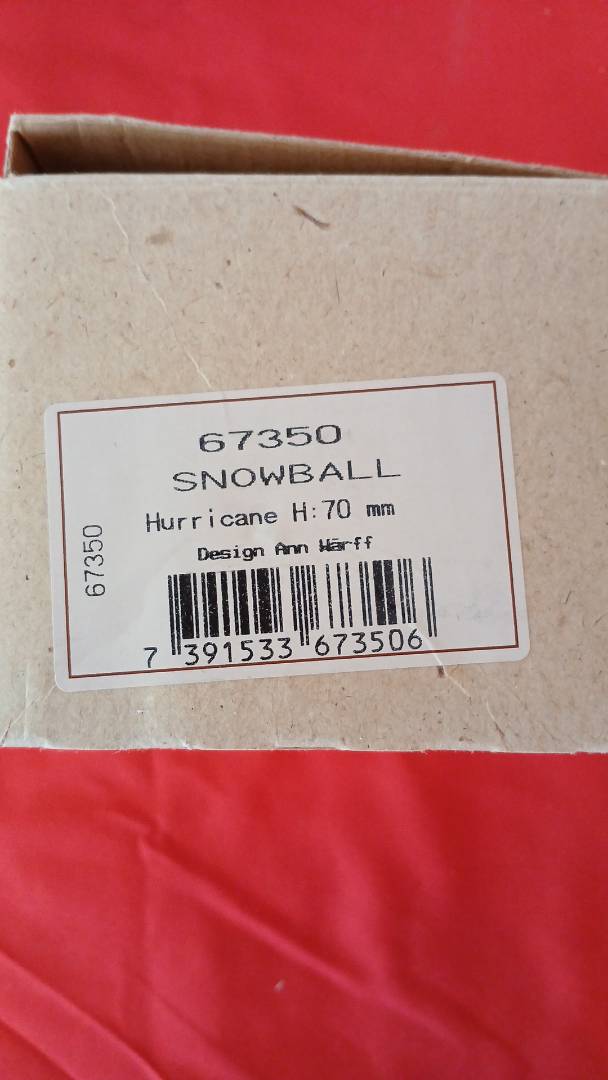 67350
SNOWBALL
Hurricane H:70 mm
Design Ann Wärff
67350
7 391533 673506